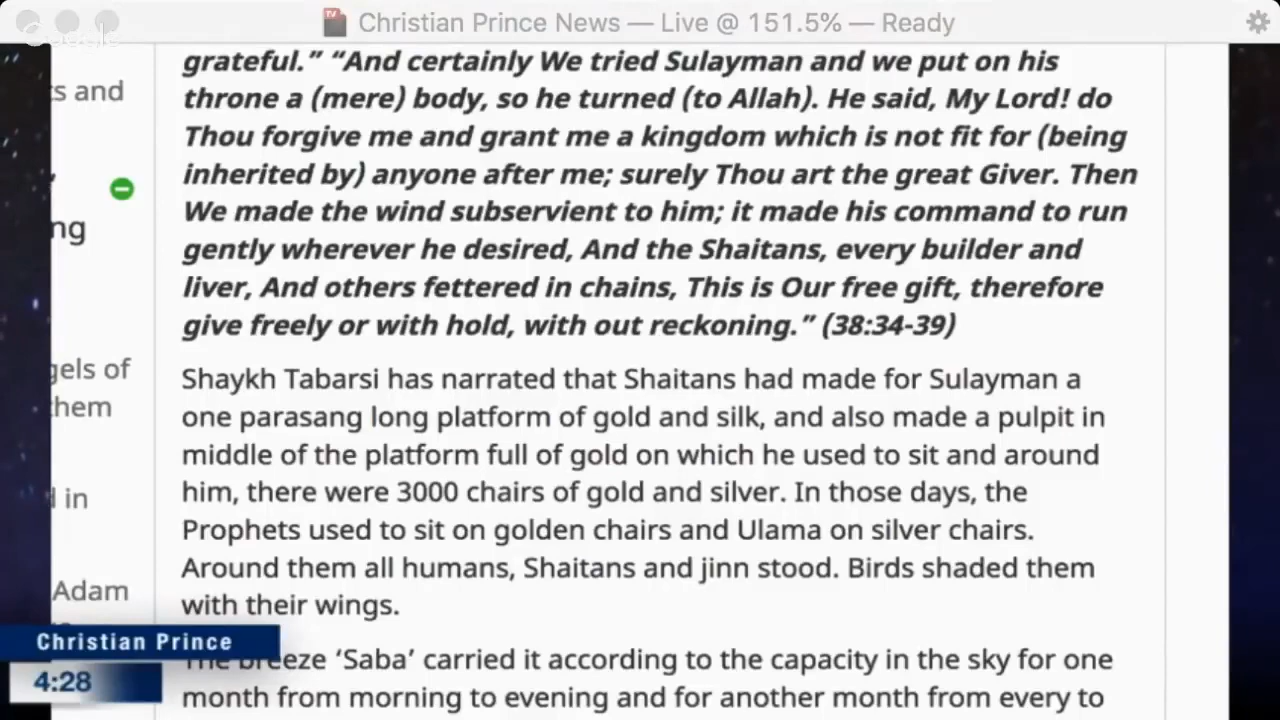 Christian Prince News — Live @ 151.5% — Ready
Google
grateful.” “And certainly We tried Sulayman and we put on his
throne a (mere) body, so he turned (to Allah). He said, My Lord! do
Thou forgive me and grant me a kingdom which is not fit for (being
inherited by) anyone after me; surely Thou art the great Giver. Then
We made the wind subservient to him; it made his command to run
gently wherever he desired, And the Shaitans, every builder and
liver, And others fettered in chains, This is Our free gift, therefore
give freely or with hold, with out reckoning.” (38:34-39)
Shaykh Tabarsi has narrated that Shaitans had made for Sulayman a
one parasang long platform of gold and silk, and also made a pulpit in
middle of the platform full of gold on which he used to sit and around
him, there were 3000 chairs of gold and silver. In those days, the
Prophets used to sit on golden chairs and Ulama on silver chairs.
Around them all humans, Shaitans and jinn stood. Birds shaded them
with their wings.
The breeze ‘Saba’ carried it according to the capacity in the sky for one
month from morning to evening and for another month from every to
ts and
ng
gels of
them
in
Adam
Christian Prince
4:28